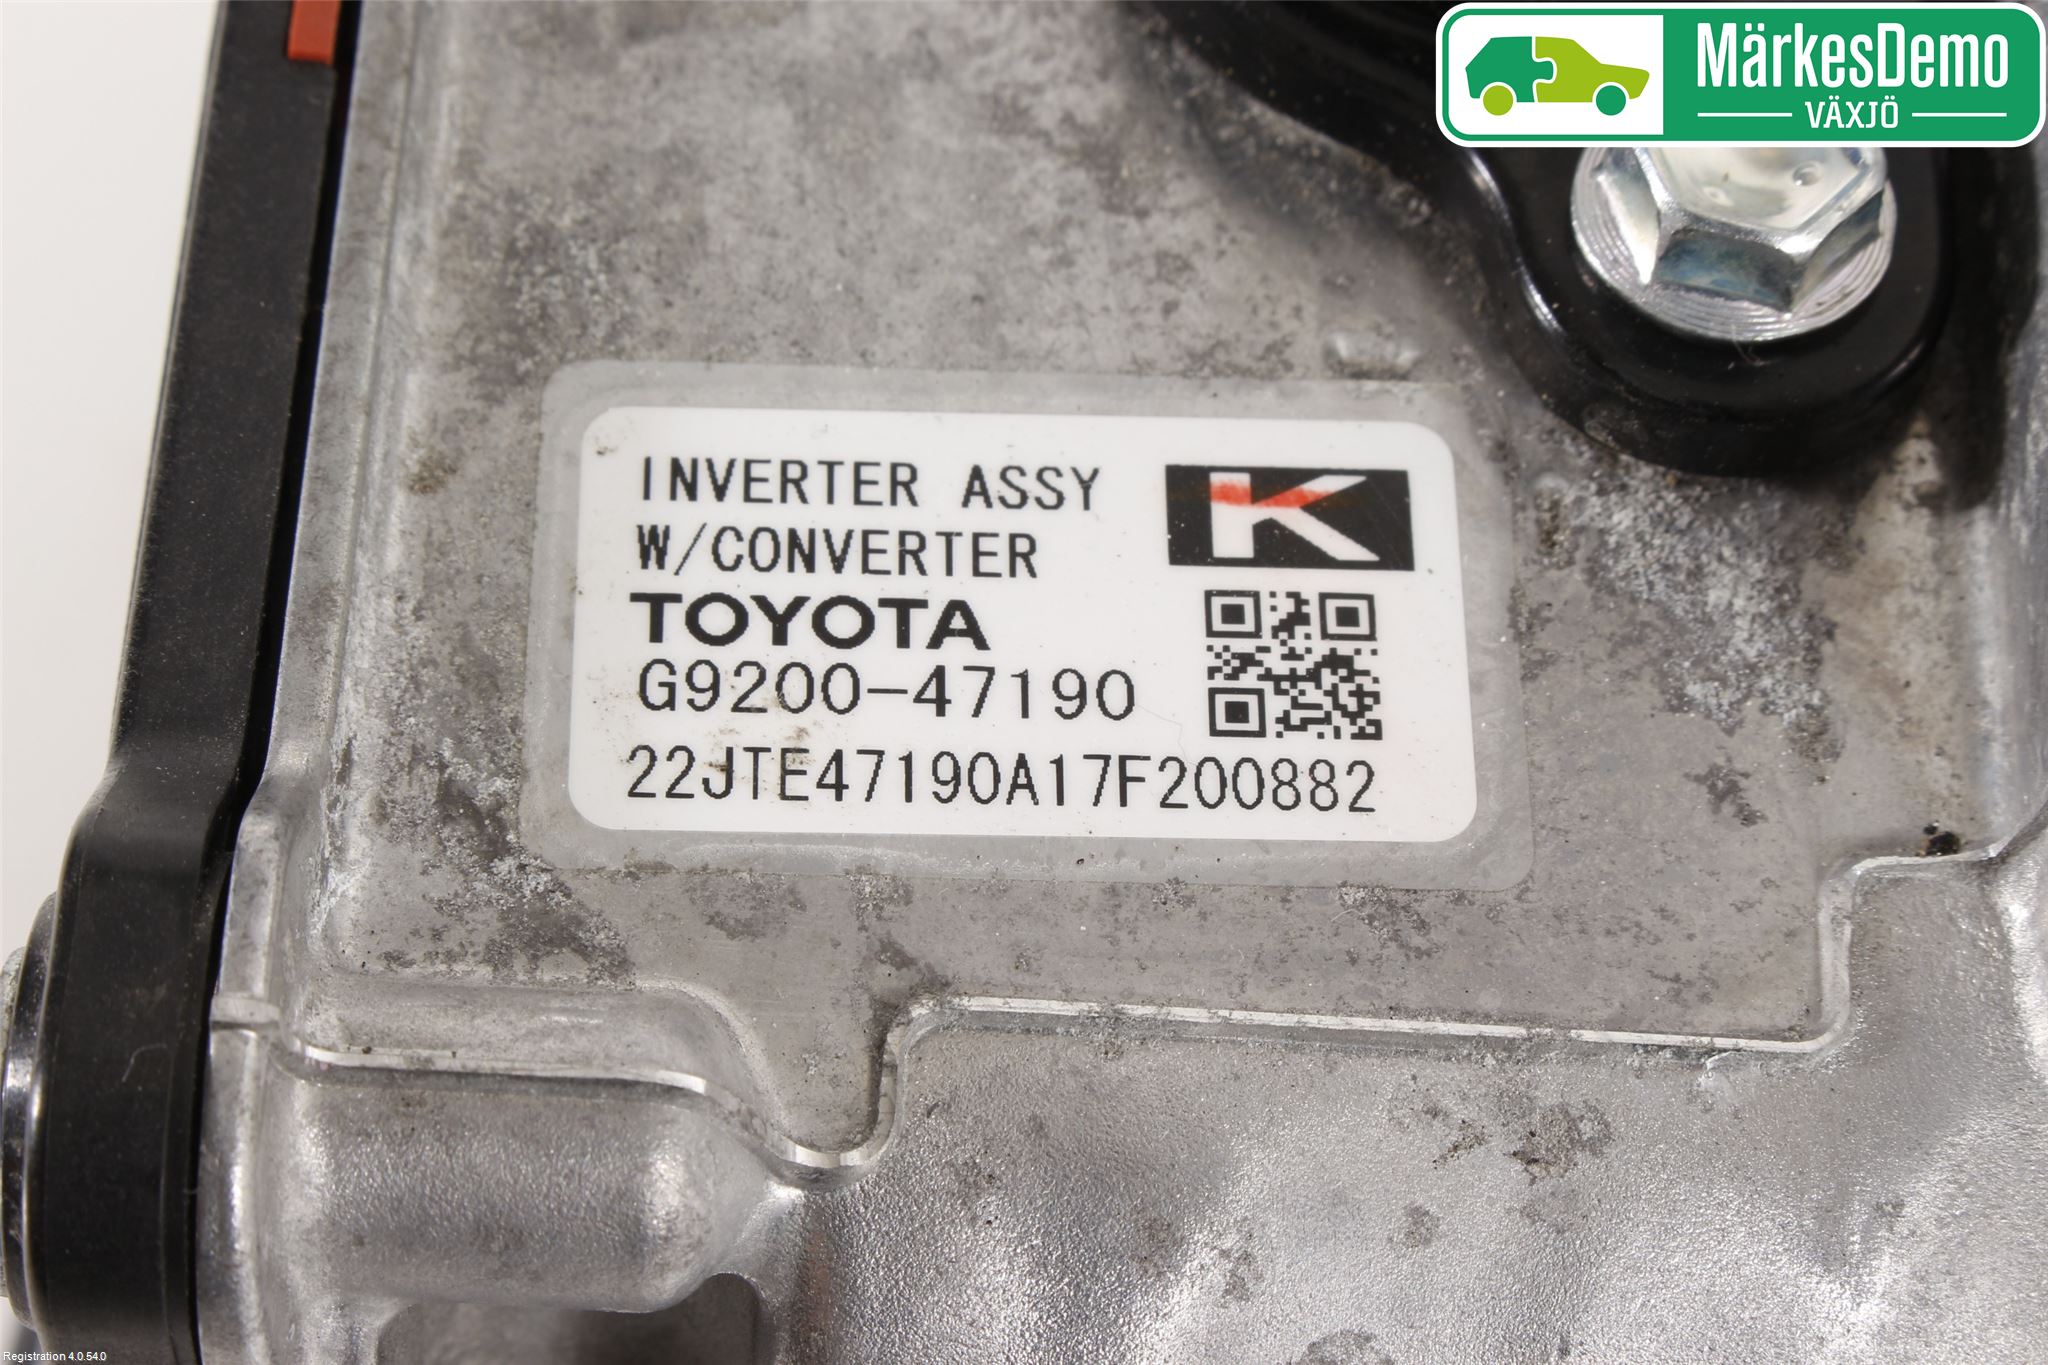 MärkesDemo
VÄXJÖ
INVERTER ASSY
W/CONVERTER
K
TOYOTA
G9200-47190
22JTE47190A17F200882
Registration 4.0.54.0